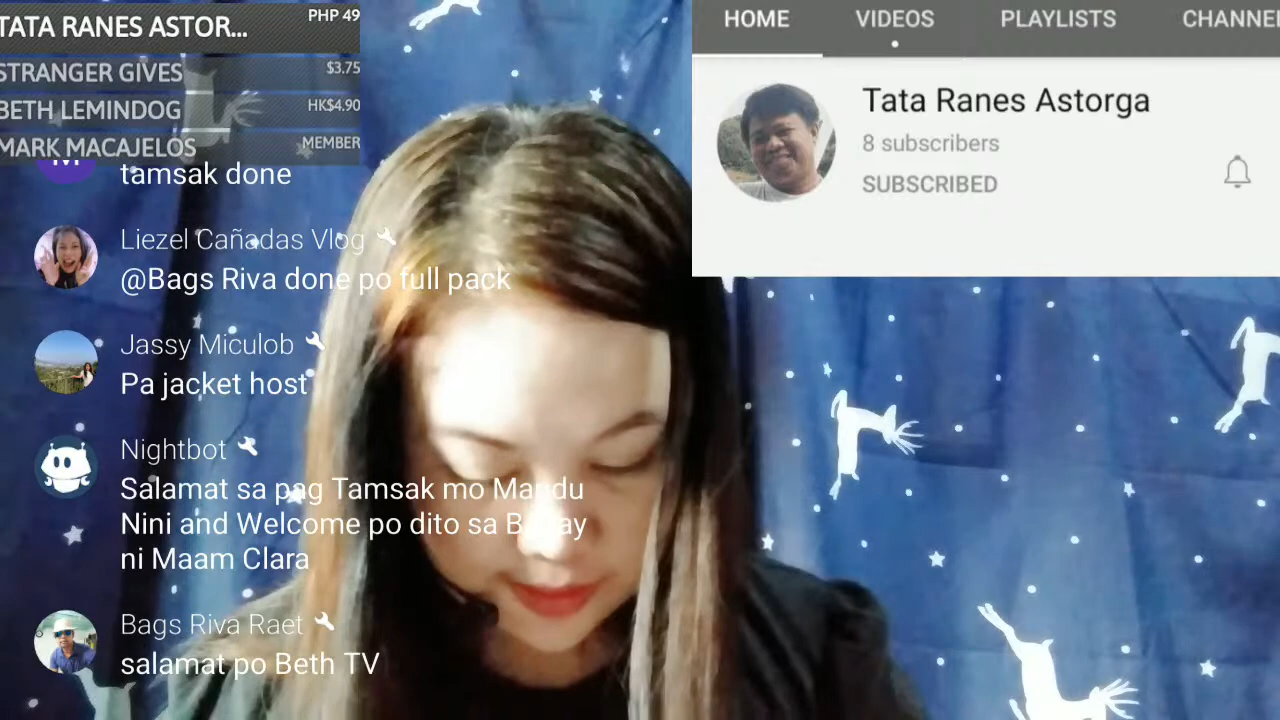 TATA RANES ASTOR... PHP 49
STRANGER GIVES $3.75
BETH LEMINDOG HK$4.90
MARK MACAJELOS MEMBER
tamsak done
Liezel Cañadas Vlog
@Bags Riva done po full pack
Jassy Miculob
Pa jacket host
Nightbot
Salamat sa pag Tamsak mo Mandu
Nini and Welcome po dito sa Bahay
ni Maam Clara
Bags Riva Raet
salamat po Beth TV
HOME VIDEOS PLAYLISTS CHANNE
Tata Ranes Astorga
8 subscribers
SUBSCRIBED